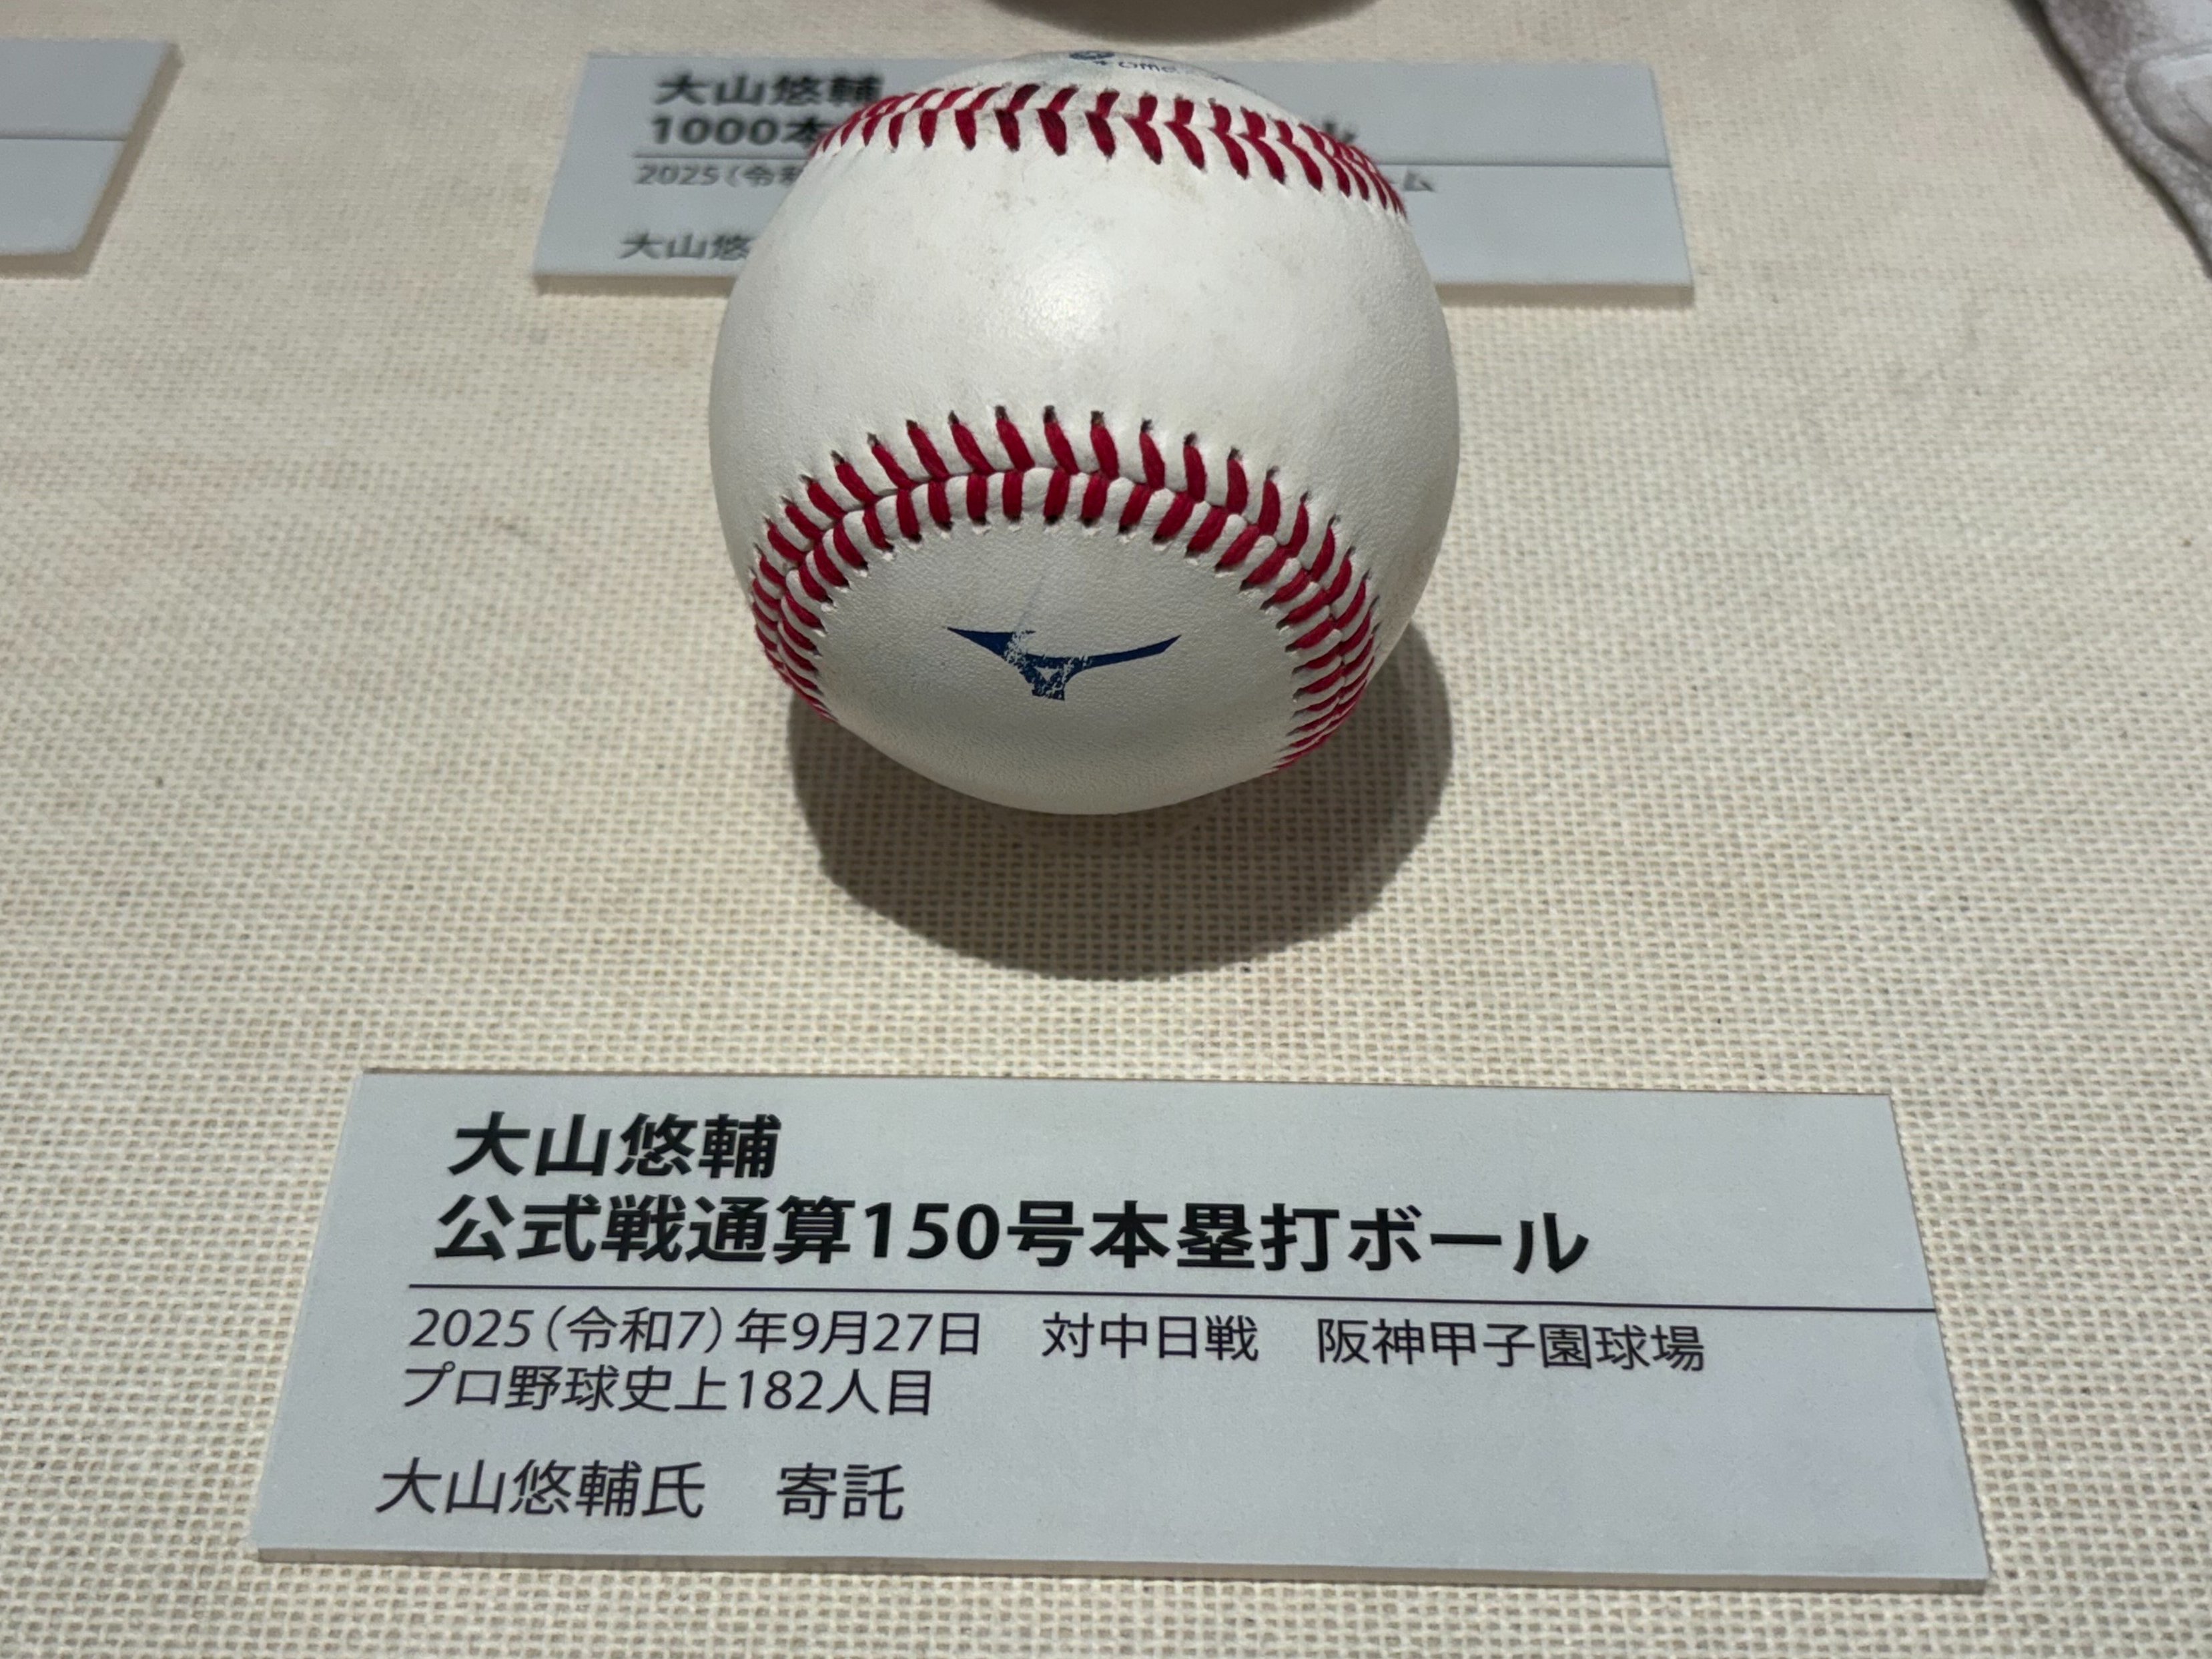 大山悠輔
1000本
2025（令和
大山悠
大山悠輔
公式戦通算150号本塁打ボール
2025（令和7）年9月27日　対中日戦　阪神甲子園球場
プロ野球史上182人目
大山悠輔氏　寄託